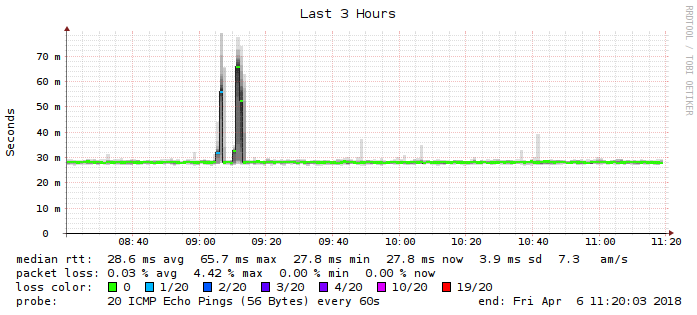 Last 3 Hours
RRDTOOL / TOBI OETIKER
Seconds
70 m
60 m
50 m
40 m
30 m
20 m
10 m
0
08:40 09:00 09:20 09:40 10:00 10:20 10:40 11:00 11:20
median rtt: 28.6 ms avg 65.7 ms max 27.8 ms min 27.8 ms now 3.9 ms sd 7.3 am/s
packet loss: 0.03 % avg 4.42 % max 0.00 % min 0.00 % now
loss color: 0 1/20 2/20 3/20 4/20 10/20 19/20
probe: 20 ICMP Echo Pings (56 Bytes) every 60s end: Fri Apr 6 11:20:03 2018